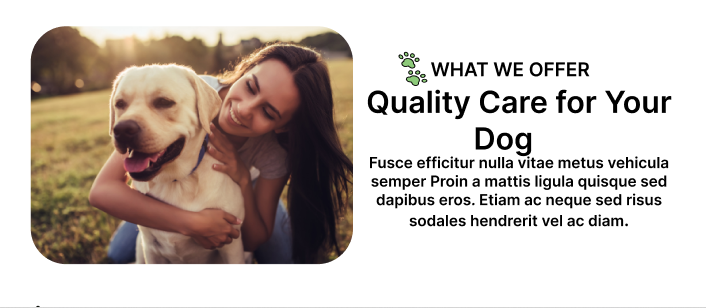 WHAT WE OFFER
Quality Care for Your
Dog
Fusce efficitur nulla vitae metus vehicula
semper Proin a mattis ligula quisque sed
dapibus eros. Etiam ac neque sed risus
sodales hendrerit vel ac diam.